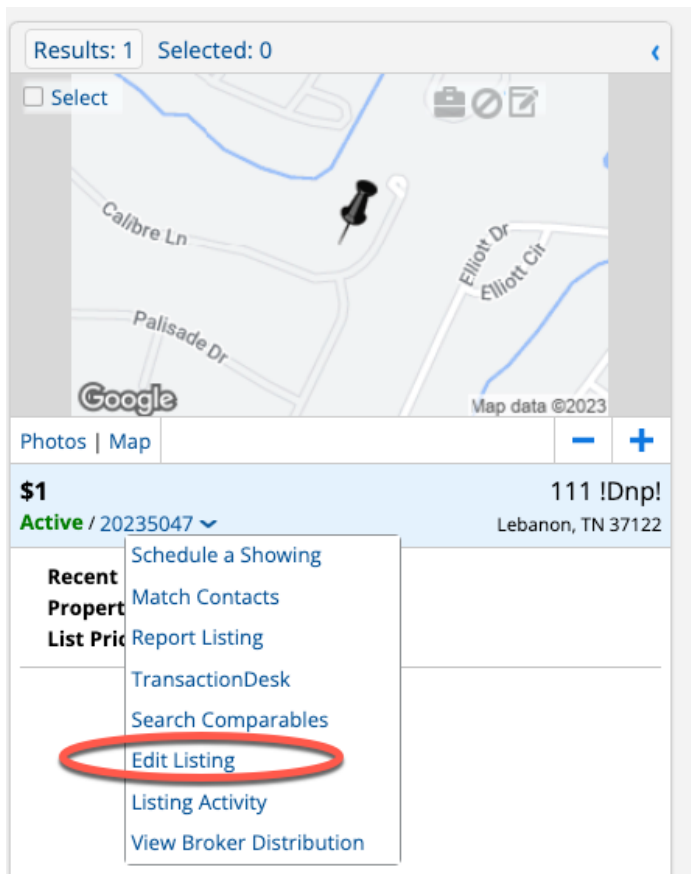 Results: 1 Selected: 0
Select
Calibre Ln
Elliott Dr
Elliott Cir
Palisade Dr
Google
Map data ©2023
Photos | Map
$1 111 !Dnp!
Active / 20235047 Lebanon, TN 37122
Schedule a Showing
Recent
Match Contacts
Propert
Report Listing
List Pric
TransactionDesk
Search Comparables
Edit Listing
Listing Activity
View Broker Distribution